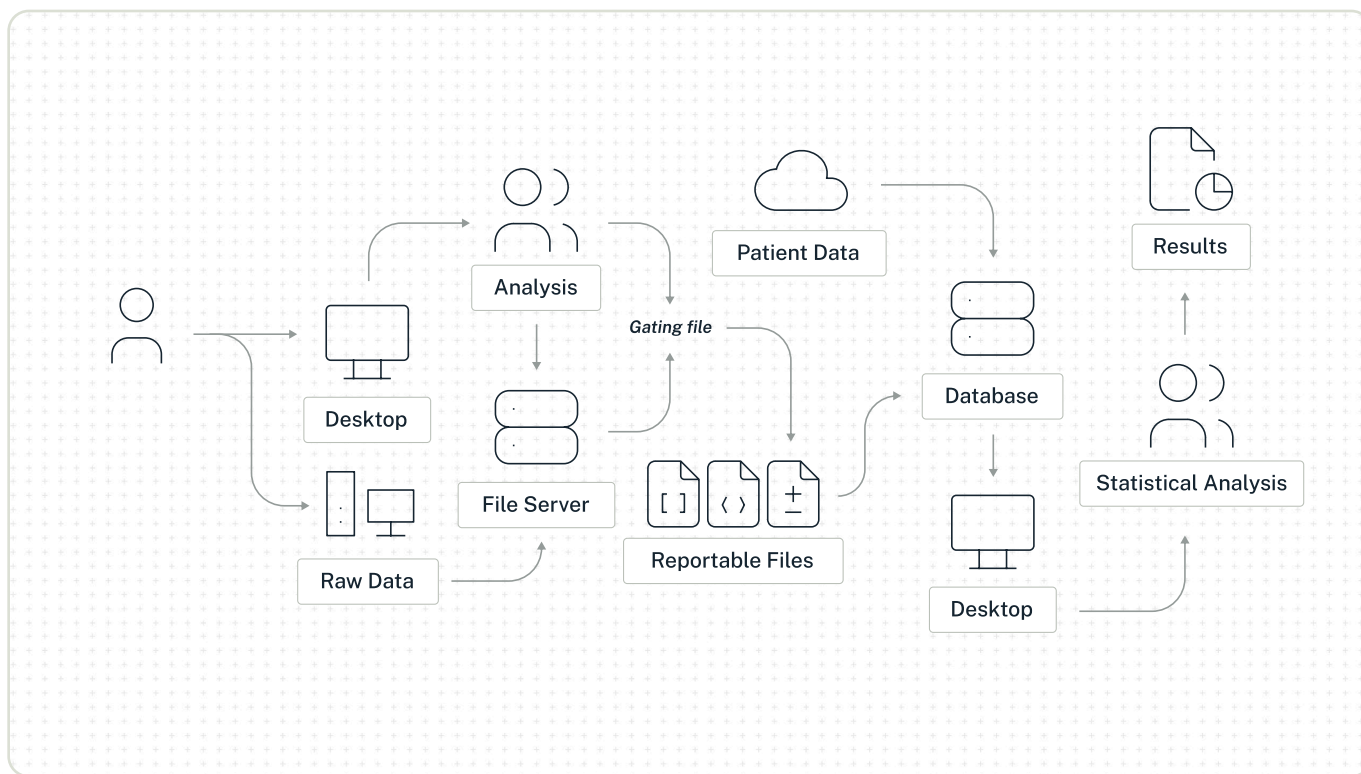 Desktop
Raw Data
Analysis
File Server
Gating file
Reportable Files
Patient Data
Database
Desktop
Statistical Analysis
Results